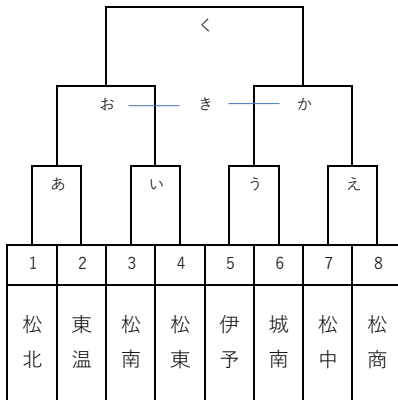 く
お き か
あ い う え
1 2 3 4 5 6 7 8
松北 東温 松南 松東 伊予 城南 松中 松商